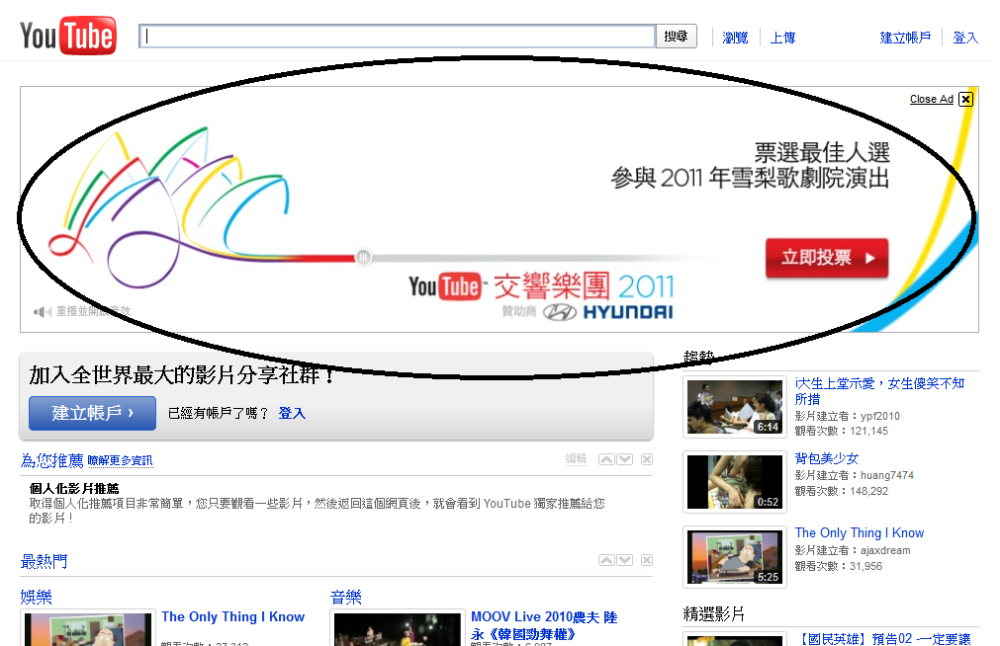 YouTube
搜尋
瀏覽
上傳
建立帳戶
登入
Close Ad
票選最佳人選
參與 2011 年雪梨歌劇院演出
立即投票
YouTube™ 交響樂團 2011
贊助商 HYUNDAI
重播並開啟音效
加入全世界最大的影片分享社群！
建立帳戶 ›
已經有帳戶了嗎？ 登入
為您推薦 瞭解更多資訊
編輯
個人化影片推薦
取得個人化推薦項目非常簡單，您只要觀看一些影片，然後返回這個網頁後，就會看到 YouTube 獨家推薦給您
的影片！
最熱門
娛樂
The Only Thing I Know
觀看次數：27,212
音樂
MOOV Live 2010農夫 陸
永《韓國勁舞權》
趨勢
6:14
i大生上堂示愛，女生傻笑不知
所措
影片建立者：ypf2010
觀看次數：121,145
0:52
背包美少女
影片建立者：huang7474
觀看次數：148,292
5:25
The Only Thing I Know
影片建立者：ajaxdream
觀看次數：31,956
精選影片
【國民英雄】預告02 -一定要讓